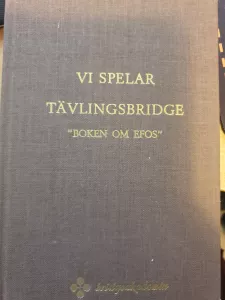 VI SPELAR
TÄVLINGSBRIDGE
"BOKEN OM EFOS"